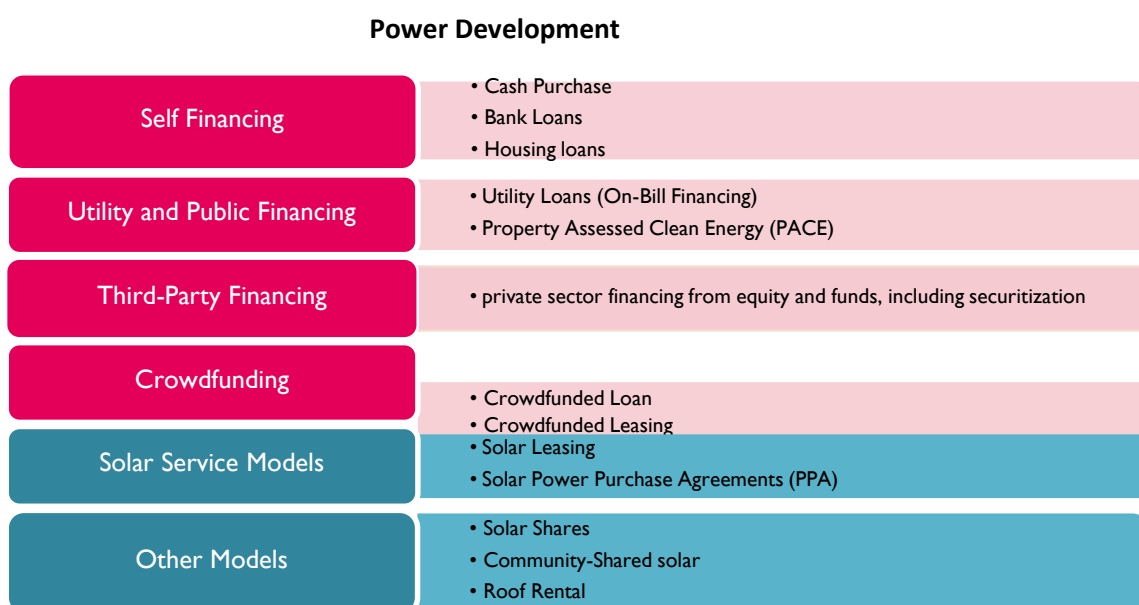 Power Development
Self Financing
• Cash Purchase
• Bank Loans
• Housing loans
Utility and Public Financing
• Utility Loans (On-Bill Financing)
• Property Assessed Clean Energy (PACE)
Third-Party Financing
• private sector financing from equity and funds, including securitization
Crowdfunding
• Crowdfunded Loan
• Crowdfunded Leasing
Solar Service Models
• Solar Leasing
• Solar Power Purchase Agreements (PPA)
Other Models
• Solar Shares
• Community-Shared solar
• Roof Rental